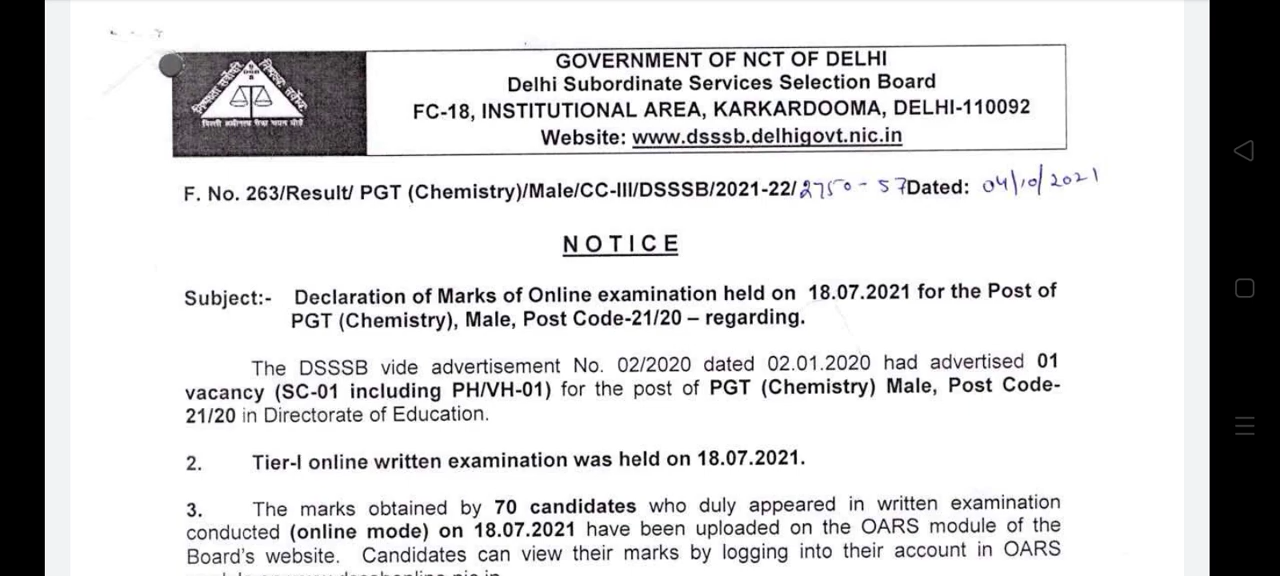 GOVERNMENT OF NCT OF DELHI
Delhi Subordinate Services Selection Board
FC-18, INSTITUTIONAL AREA, KARKARDOOMA, DELHI-110092
Website: www.dsssb.delhigovt.nic.in
F. No. 263/Result/ PGT (Chemistry)/Male/CC-III/DSSSB/2021-22/2750-57Dated: 04/10/2021
NOTICE
Subject:- Declaration of Marks of Online examination held on 18.07.2021 for the Post of
PGT (Chemistry), Male, Post Code-21/20 – regarding.
The DSSSB vide advertisement No. 02/2020 dated 02.01.2020 had advertised 01
vacancy (SC-01 including PH/VH-01) for the post of PGT (Chemistry) Male, Post Code-
21/20 in Directorate of Education.
2. Tier-I online written examination was held on 18.07.2021.
3. The marks obtained by 70 candidates who duly appeared in written examination
conducted (online mode) on 18.07.2021 have been uploaded on the OARS module of the
Board's website. Candidates can view their marks by logging into their account in OARS